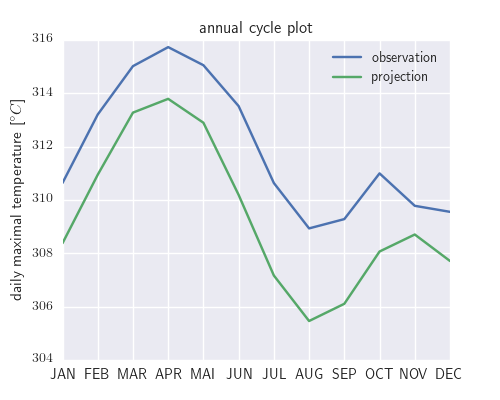 annual cycle plot
316
314
312
310
308
306
304
daily maximal temperature [°C]
observation
projection
JAN FEB MAR APR MAI JUN JUL AUG SEP OCT NOV DEC